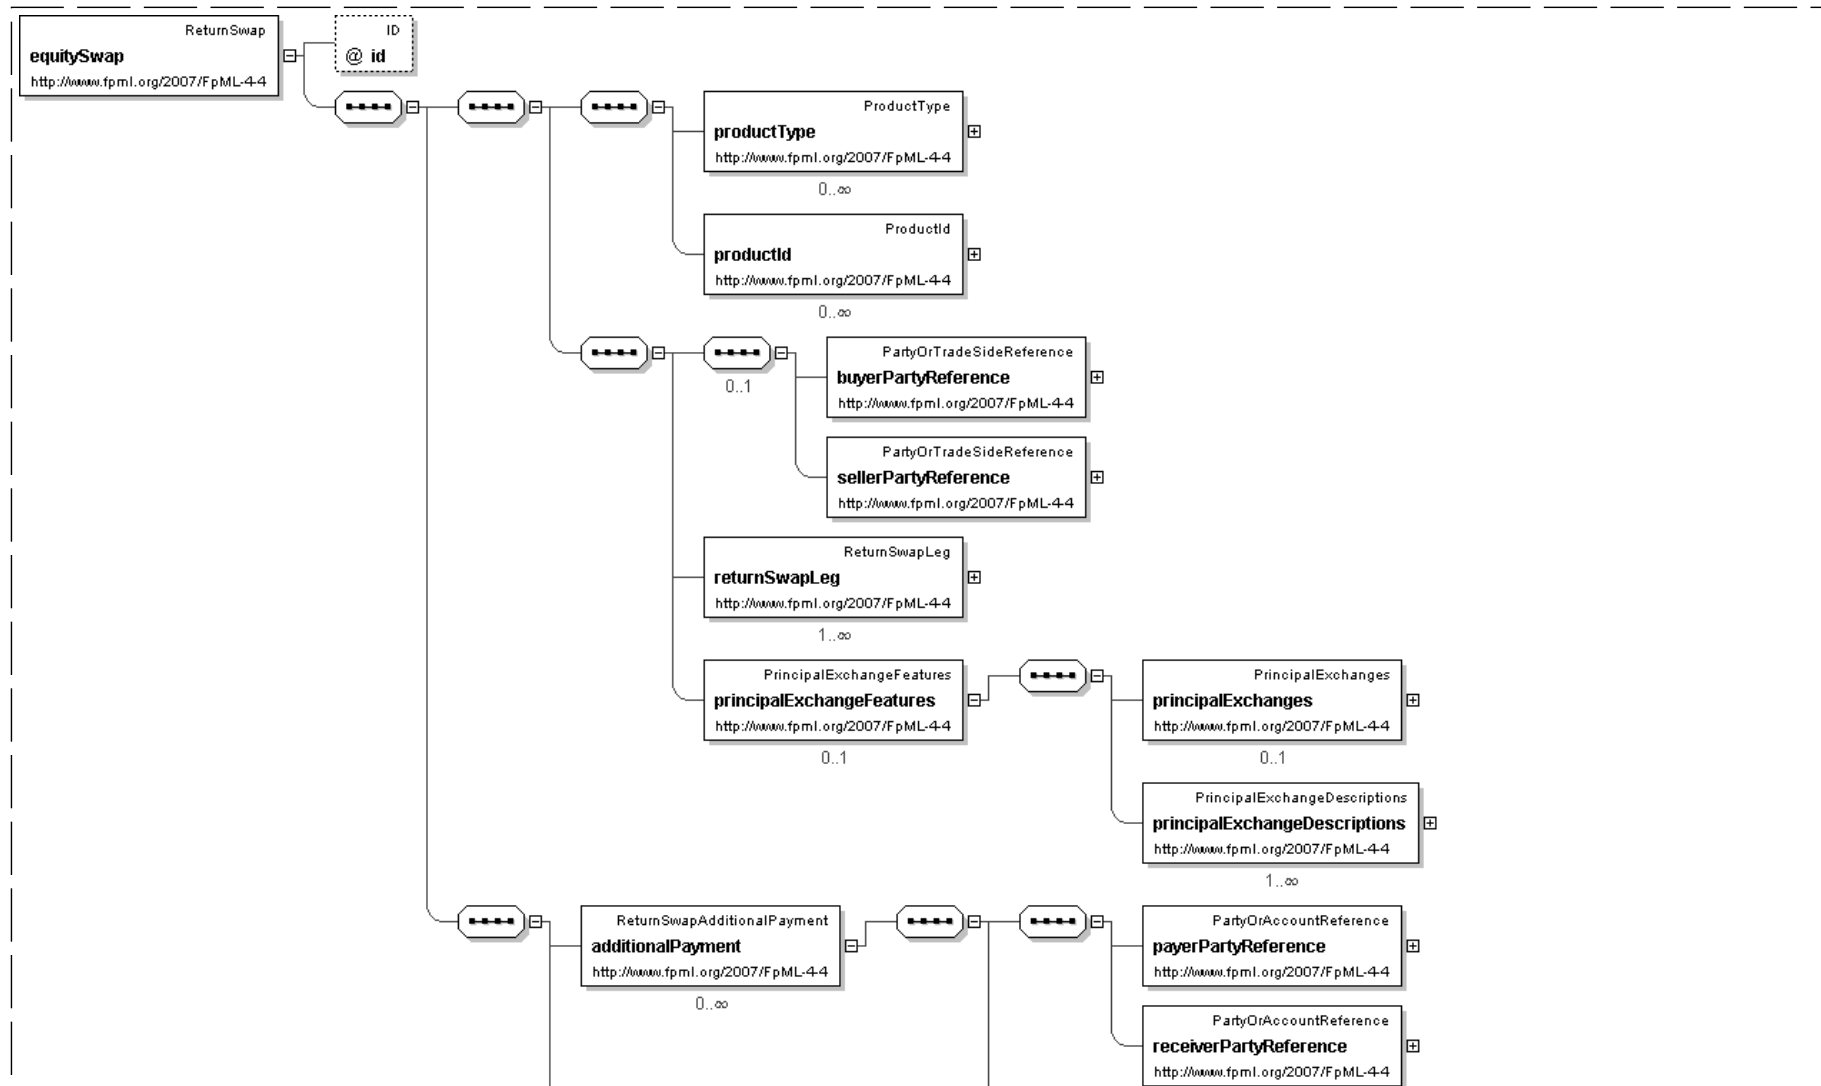 ReturnSwap
equitySwap
http://www.fpml.org/2007/FpML-4-4
ID
@ id
ProductType
productType
http://www.fpml.org/2007/FpML-4-4
0..∞
ProductId
productId
http://www.fpml.org/2007/FpML-4-4
0..∞
0..1
PartyOrTradeSideReference
buyerPartyReference
http://www.fpml.org/2007/FpML-4-4
PartyOrTradeSideReference
sellerPartyReference
http://www.fpml.org/2007/FpML-4-4
ReturnSwapLeg
returnSwapLeg
http://www.fpml.org/2007/FpML-4-4
1..∞
PrincipalExchangeFeatures
principalExchangeFeatures
http://www.fpml.org/2007/FpML-4-4
0..1
PrincipalExchanges
principalExchanges
http://www.fpml.org/2007/FpML-4-4
0..1
PrincipalExchangeDescriptions
principalExchangeDescriptions
http://www.fpml.org/2007/FpML-4-4
1..∞
ReturnSwapAdditionalPayment
additionalPayment
http://www.fpml.org/2007/FpML-4-4
0..∞
PartyOrAccountReference
payerPartyReference
http://www.fpml.org/2007/FpML-4-4
PartyOrAccountReference
receiverPartyReference
http://www.fpml.org/2007/FpML-4-4